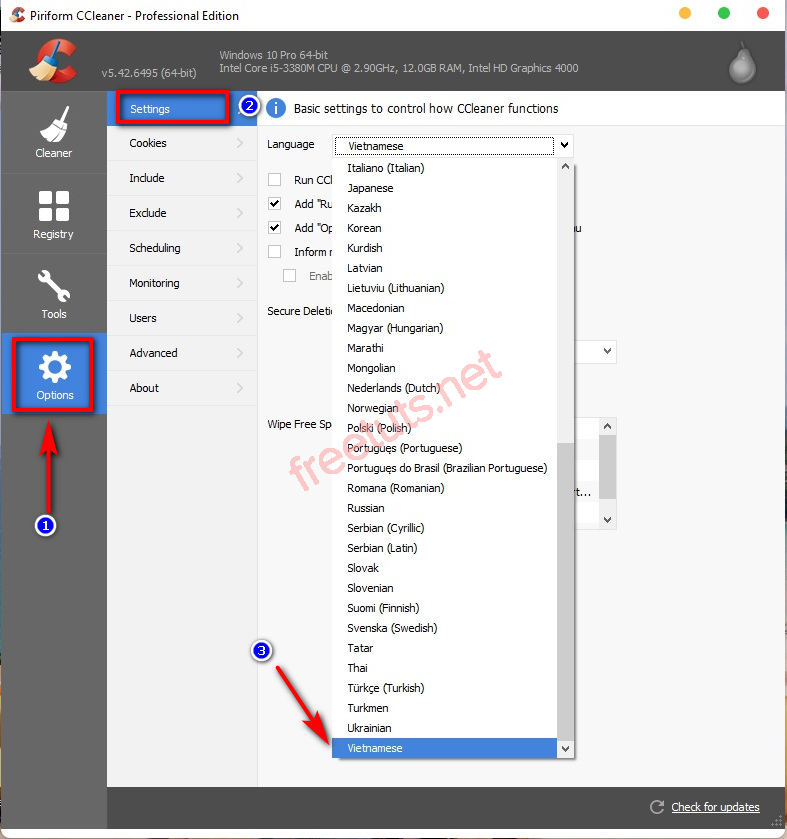 Piriform CCleaner - Professional Edition
v5.42.6495 (64-bit)
Windows 10 Pro 64-bit
Intel Core i5-3380M CPU @ 2.90GHz, 12.0GB RAM, Intel HD Graphics 4000
Cleaner
Registry
Tools
Options
1
Settings
2
Cookies
Include
Exclude
Scheduling
Monitoring
Users
Advanced
About
Basic settings to control how CCleaner functions
Language
Vietnamese
Run CCl
Add "Ru
Add "Op
Inform
Enab
Secure Deleti
Wipe Free Sp
rt...
Italiano (Italian)
Japanese
Kazakh
Korean
Kurdish
Latvian
Lietuviu (Lithuanian)
Macedonian
Magyar (Hungarian)
Marathi
Mongolian
Nederlands (Dutch)
Norwegian
Polski (Polish)
Portuguęs (Portuguese)
Portuguęs do Brasil (Brazilian Portuguese)
Romana (Romanian)
Russian
Serbian (Cyrillic)
Serbian (Latin)
Slovak
Slovenian
Suomi (Finnish)
Svenska (Swedish)
Tatar
Thai
Türkçe (Turkish)
Turkmen
Ukrainian
Vietnamese
3
freetuts.net
Check for updates